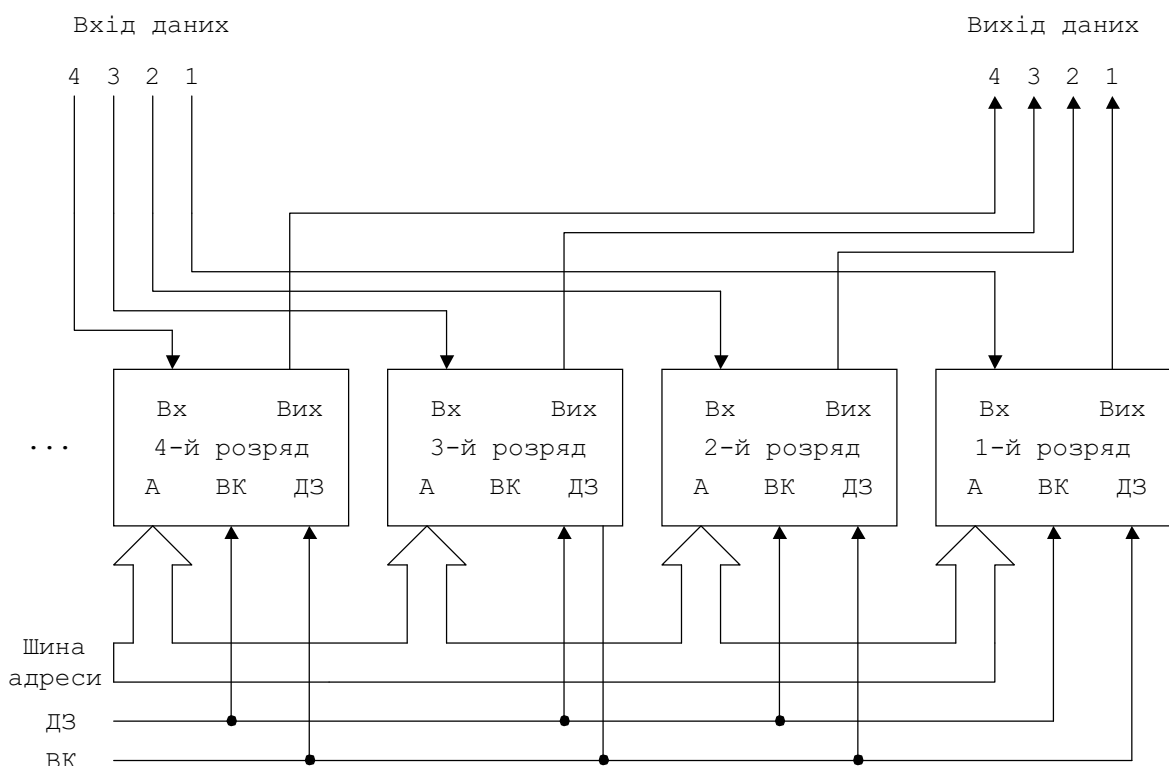 Вхід даних Вихід даних
4 3 2 1 4 3 2 1
Вх Вих Вх Вих Вх Вих Вх Вих
... 4-й розряд 3-й розряд 2-й розряд 1-й розряд
А ВК ДЗ А ВК ДЗ А ВК ДЗ А ВК ДЗ
Шина
адреси
ДЗ
ВК